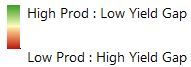 High Prod : Low Yield Gap
Low Prod : High Yield Gap